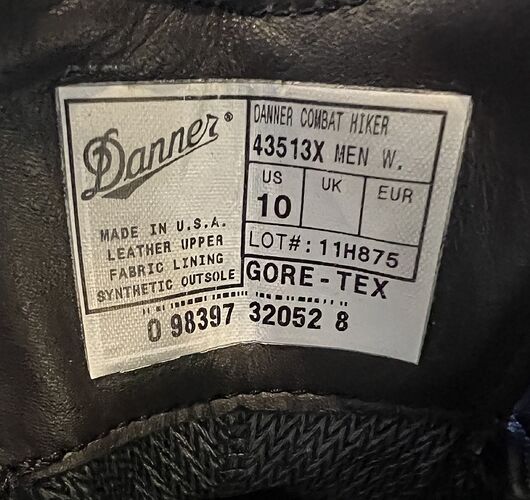 Danner®
MADE IN U.S.A.
LEATHER UPPER
FABRIC LINING
SYNTHETIC OUTSOLE
DANNER COMBAT HIKER
43513X MEN W.
US UK EUR
10
LOT#: 11H875
GORE-TEX
0 98397 32052 8